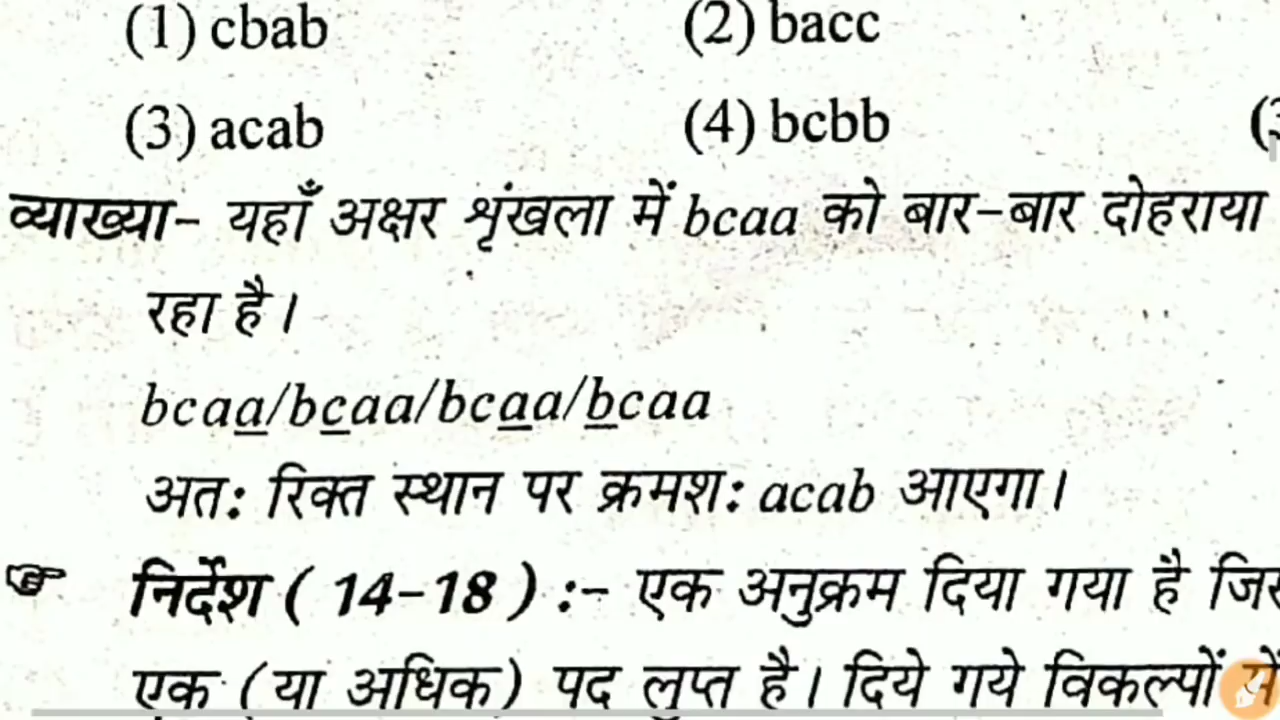 (1) cbab (2) bacc
(3) acab (4) bcbb
व्याख्या- यहाँ अक्षर शृंखला में bcaa को बार-बार दोहराया
रहा है।
bcaa/bcaa/bcaa/bcaa
अतः रिक्त स्थान पर क्रमशः acab आएगा।
निर्देश ( 14-18 ) :- एक अनुक्रम दिया गया है
एक (या अधिक) पद लुप्त है। दिये गये विकल्पों में